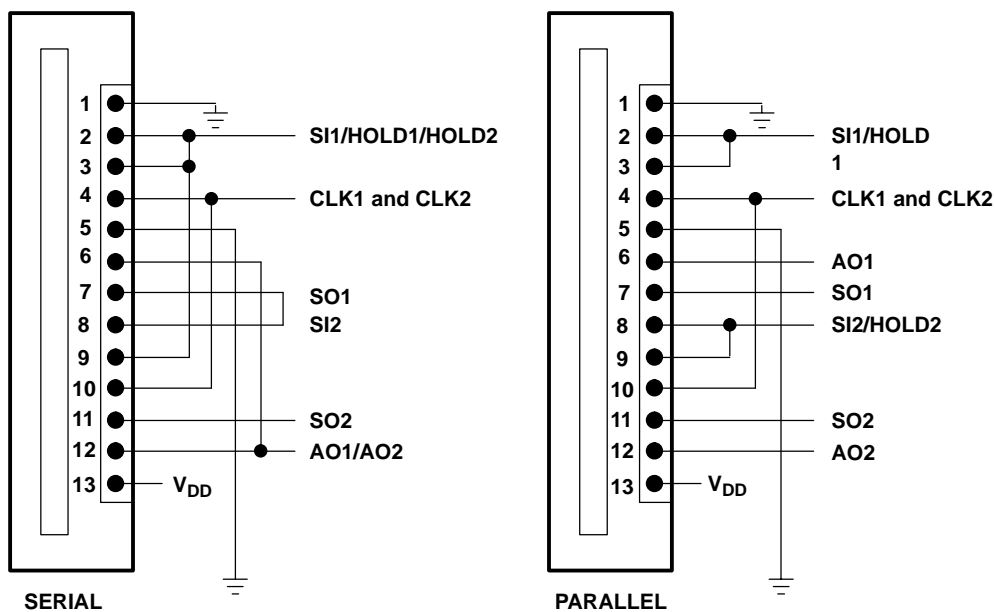 1
2 SI1/HOLD1/HOLD2
3
4 CLK1 and CLK2
5
6
7 SO1
8 SI2
9
10
11 SO2
12 AO1/AO2
13 VDD
SERIAL
1
2 SI1/HOLD
3 1
4 CLK1 and CLK2
5
6 AO1
7 SO1
8 SI2/HOLD2
9
10
11 SO2
12 AO2
13 VDD
PARALLEL